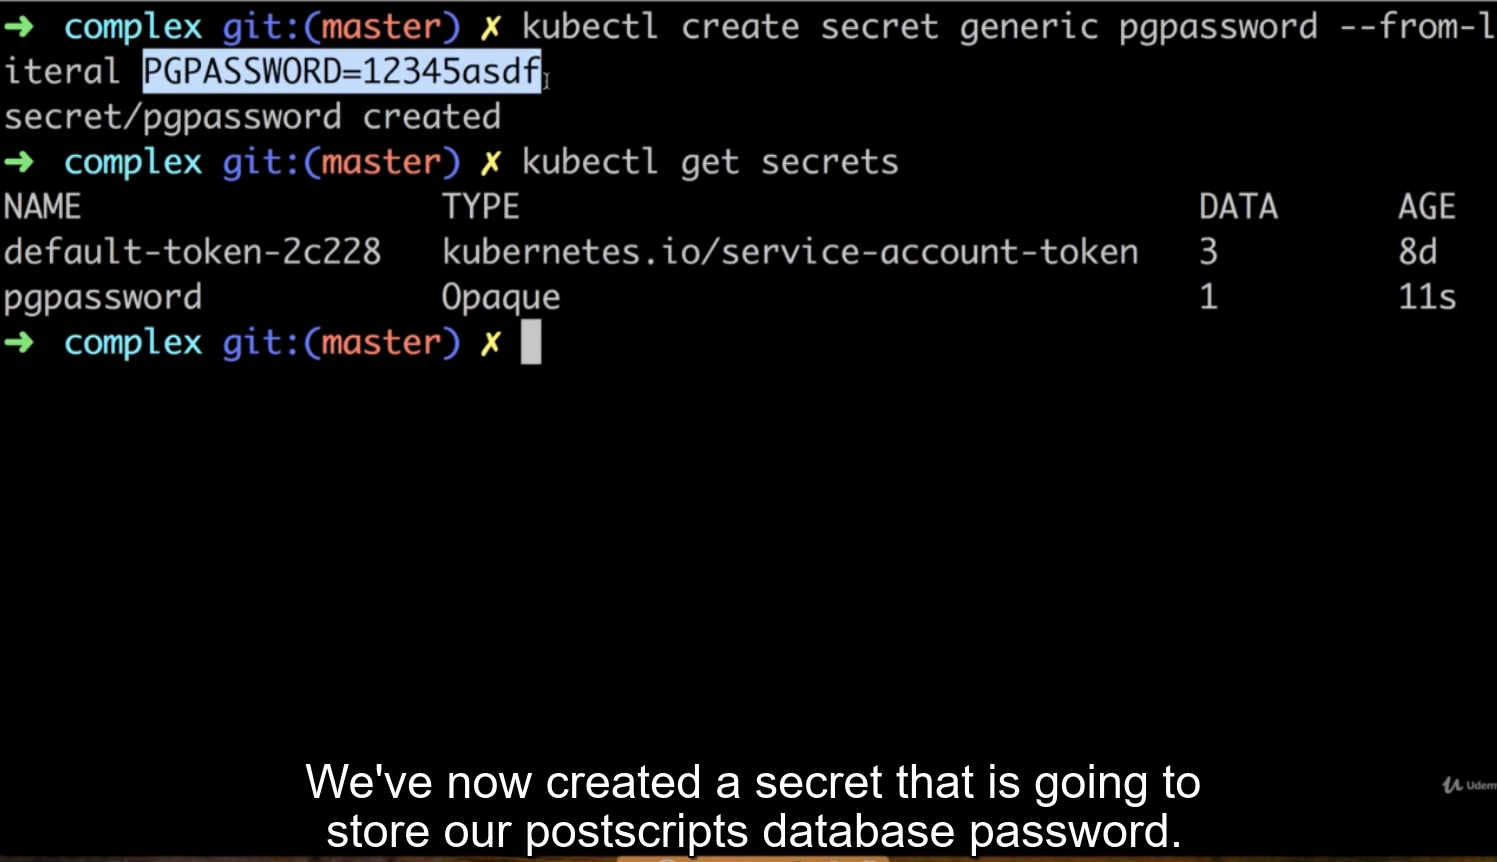 ➜ complex git:(master) ✗ kubectl create secret generic pgpassword --from-l
iteral PGPASSWORD=12345asdf
secret/pgpassword created
➜ complex git:(master) ✗ kubectl get secrets
NAME TYPE DATA AGE
default-token-2c228 kubernetes.io/service-account-token 3 8d
pgpassword Opaque 1 11s
➜ complex git:(master) ✗
We've now created a secret that is going to
store our postscripts database password.